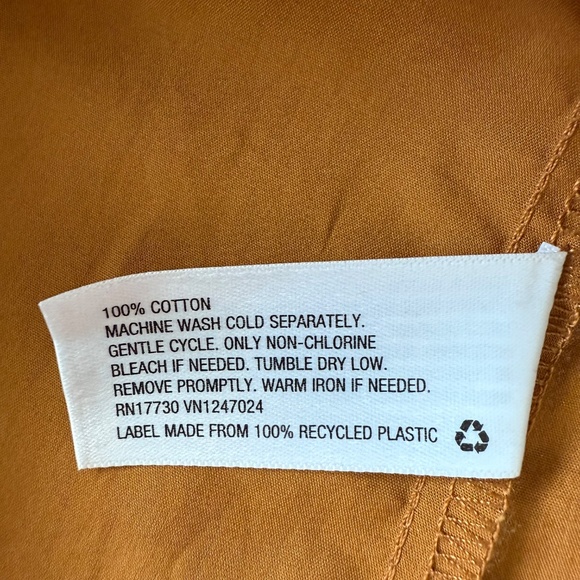 100% COTTON
MACHINE WASH COLD SEPARATELY.
GENTLE CYCLE. ONLY NON-CHLORINE
BLEACH IF NEEDED. TUMBLE DRY LOW.
REMOVE PROMPTLY. WARM IRON IF NEEDED.
RN17730 VN1247024
LABEL MADE FROM 100% RECYCLED PLASTIC